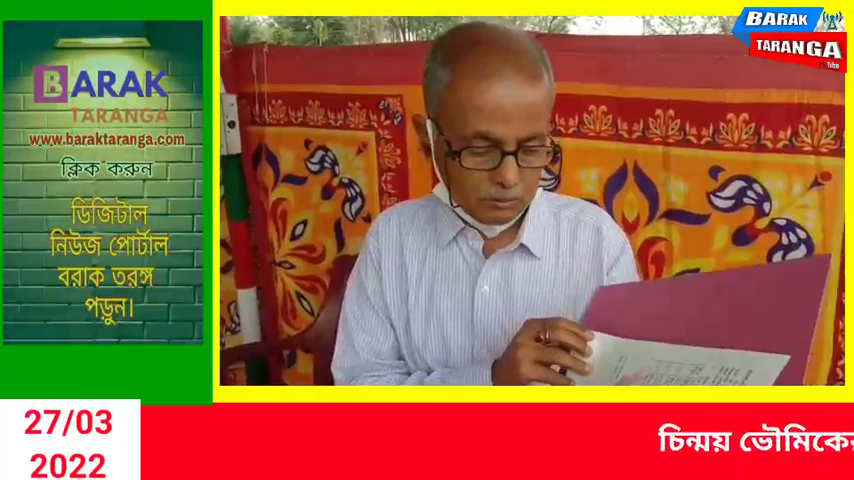 BARAK
TARANGA
www.baraktaranga.com
ক্লিক করুন
ডিজিটাল
নিউজ পোর্টাল
বরাক তরঙ্গ
পড়ুন।
BARAK
TARANGA
27/03
2022
চিন্ময় ভৌমিকের